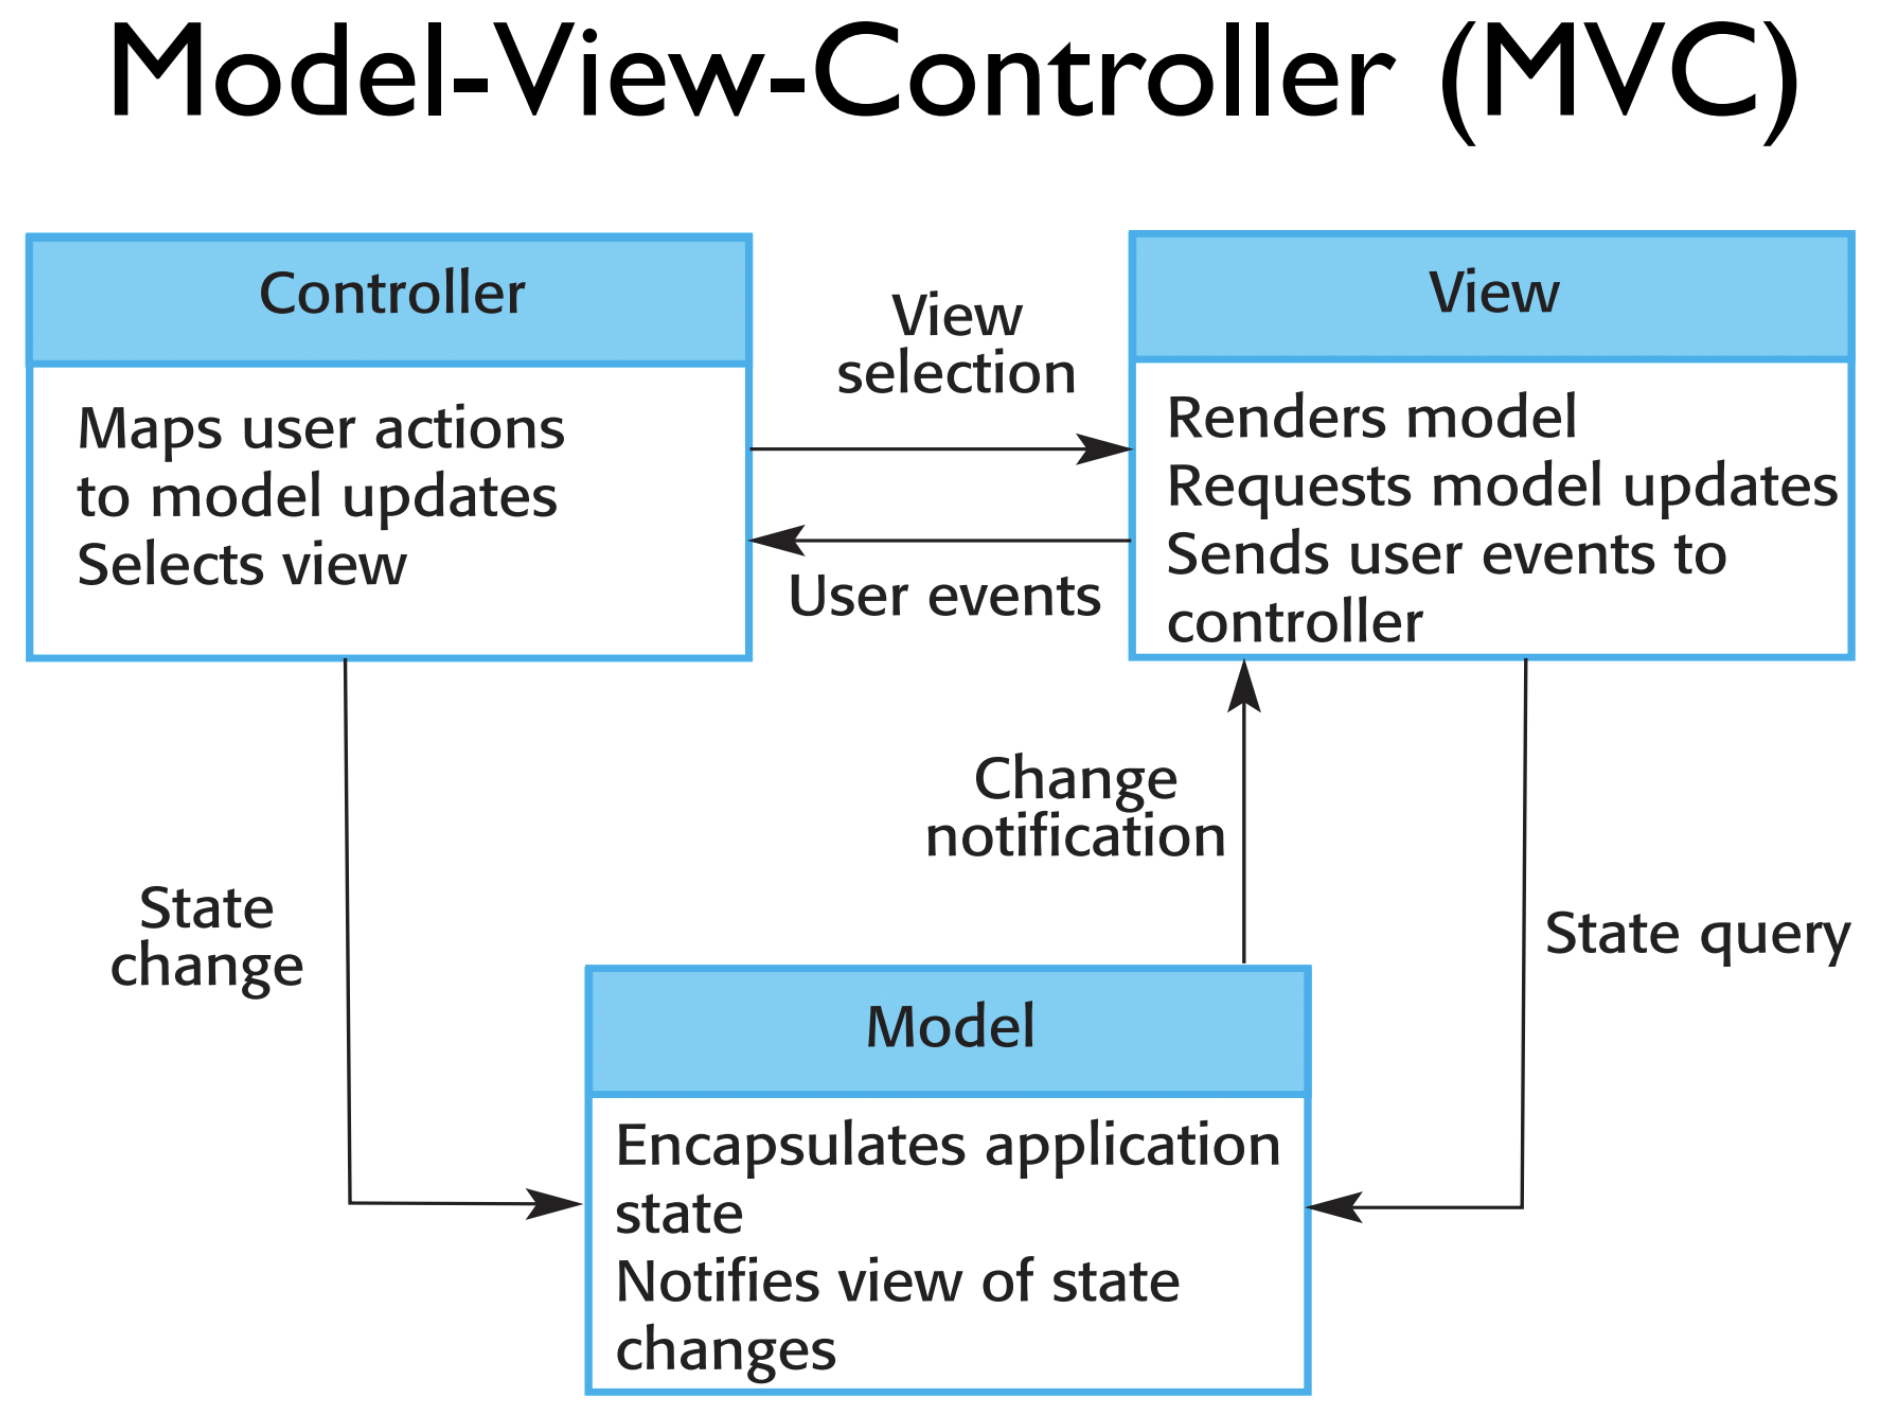 Model-View-Controller (MVC)
Controller
Maps user actions
to model updates
Selects view
View
selection
User events
View
Renders model
Requests model updates
Sends user events to
controller
State
change
Change
notification
State query
Model
Encapsulates application
state
Notifies view of state
changes